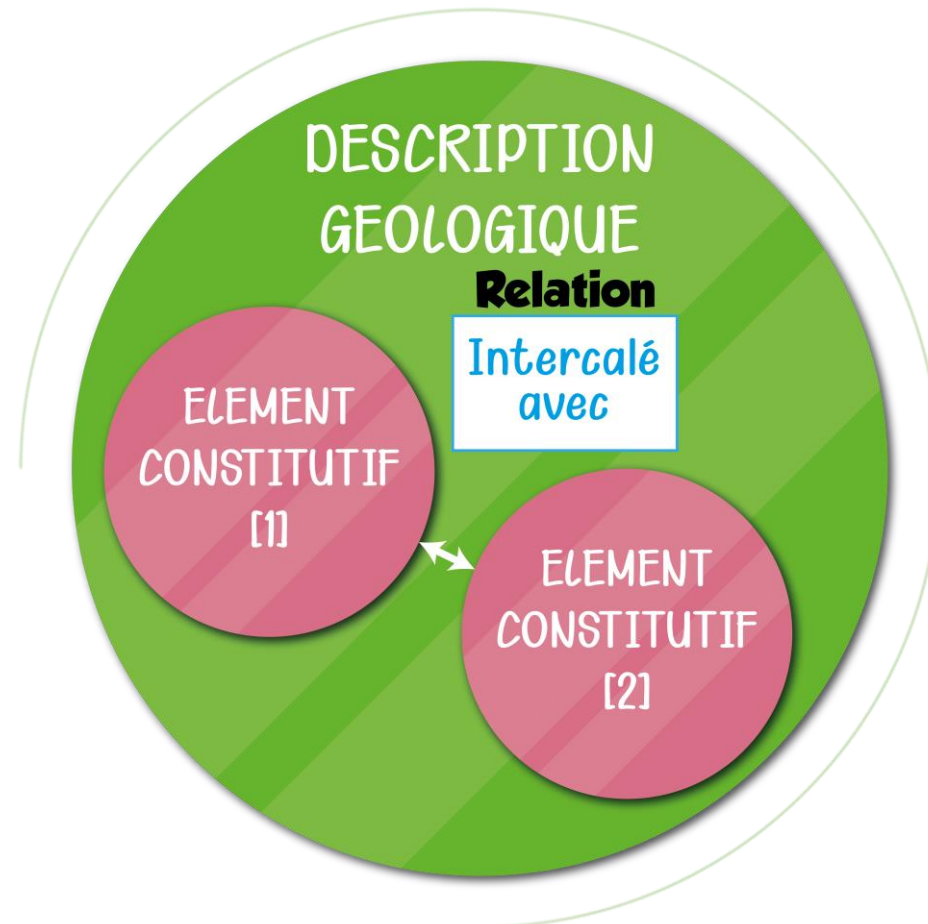 DESCRIPTION
GEOLOGIQUE
Relation
Intercalé
avec
ELEMENT
CONSTITUTIF
[1]
ELEMENT
CONSTITUTIF
[2]